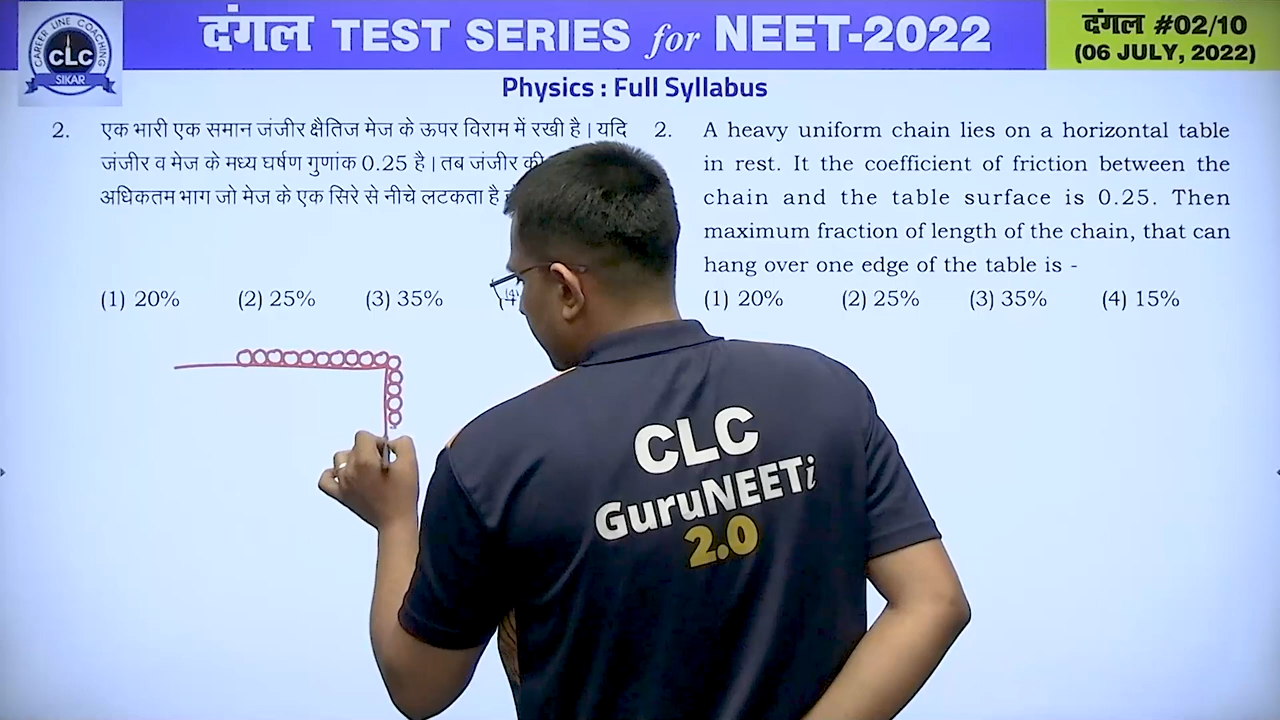 CAREER LINE COACHING
CLC
SIKAR
दंगल TEST SERIES for NEET-2022
दंगल #02/10
(06 JULY, 2022)
Physics : Full Syllabus
2. एक भारी एक समान जंजीर क्षैतिज मेज के ऊपर विराम में रखी है। यदि
जंजीर व मेज के मध्य घर्षण गुणांक 0.25 है। तब जंजीर की
अधिकतम भाग जो मेज के एक सिरे से नीचे लटकता है
(1) 20% (2) 25% (3) 35% (4
2. A heavy uniform chain lies on a horizontal table
in rest. It the coefficient of friction between the
chain and the table surface is 0.25. Then
maximum fraction of length of the chain, that can
hang over one edge of the table is -
(1) 20% (2) 25% (3) 35% (4) 15%
CLC
GuruNEETi
2.0